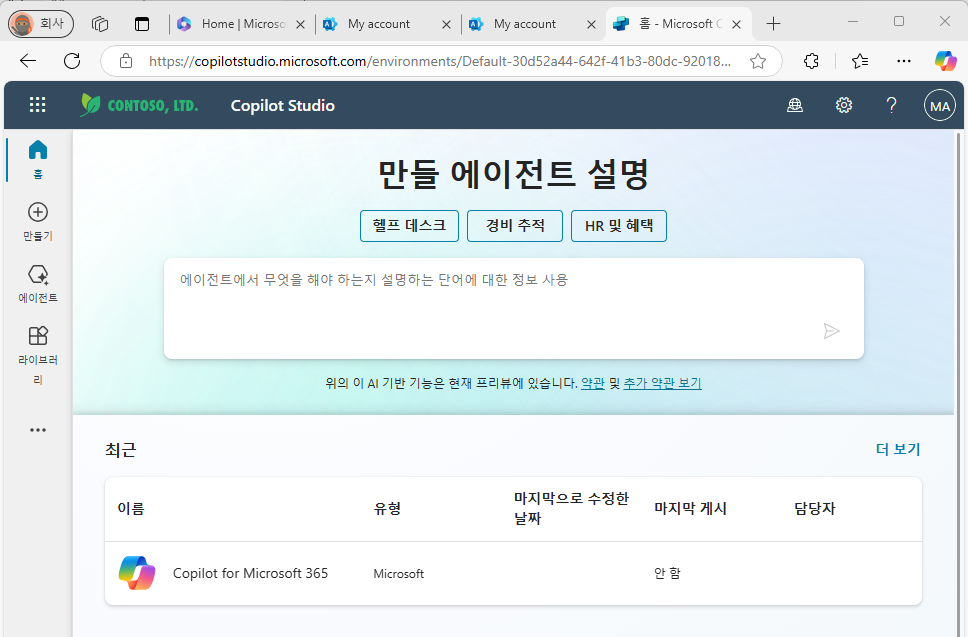 회사
Home | Microso
My account
My account
홈 - Microsoft C
https://copilotstudio.microsoft.com/environments/Default-30d52a44-642f-41b3-80dc-92018...
CONTOSO, LTD.
Copilot Studio
?
MA
홈
만들기
에이전트
라이브러
리
만들 에이전트 설명
헬프 데스크
경비 추적
HR 및 혜택
에이전트에서 무엇을 해야 하는지 설명하는 단어에 대한 정보 사용
위의 이 AI 기반 기능은 현재 프리뷰에 있습니다. 약관 및 추가 약관 보기
최근
더 보기
이름
유형
마지막으로 수정한
날짜
마지막 게시
담당자
Copilot for Microsoft 365
Microsoft
안 함